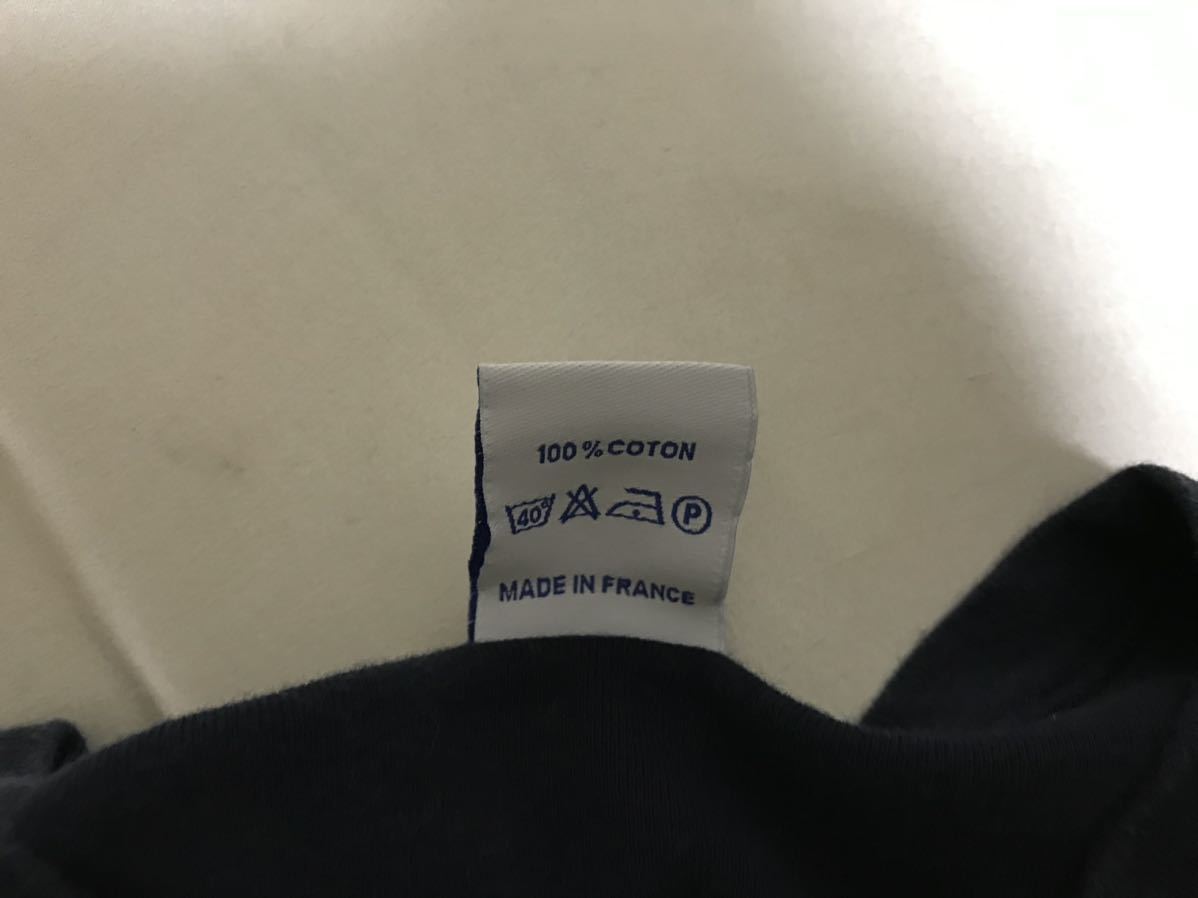 100 % COTON
40° P
MADE IN FRANCE